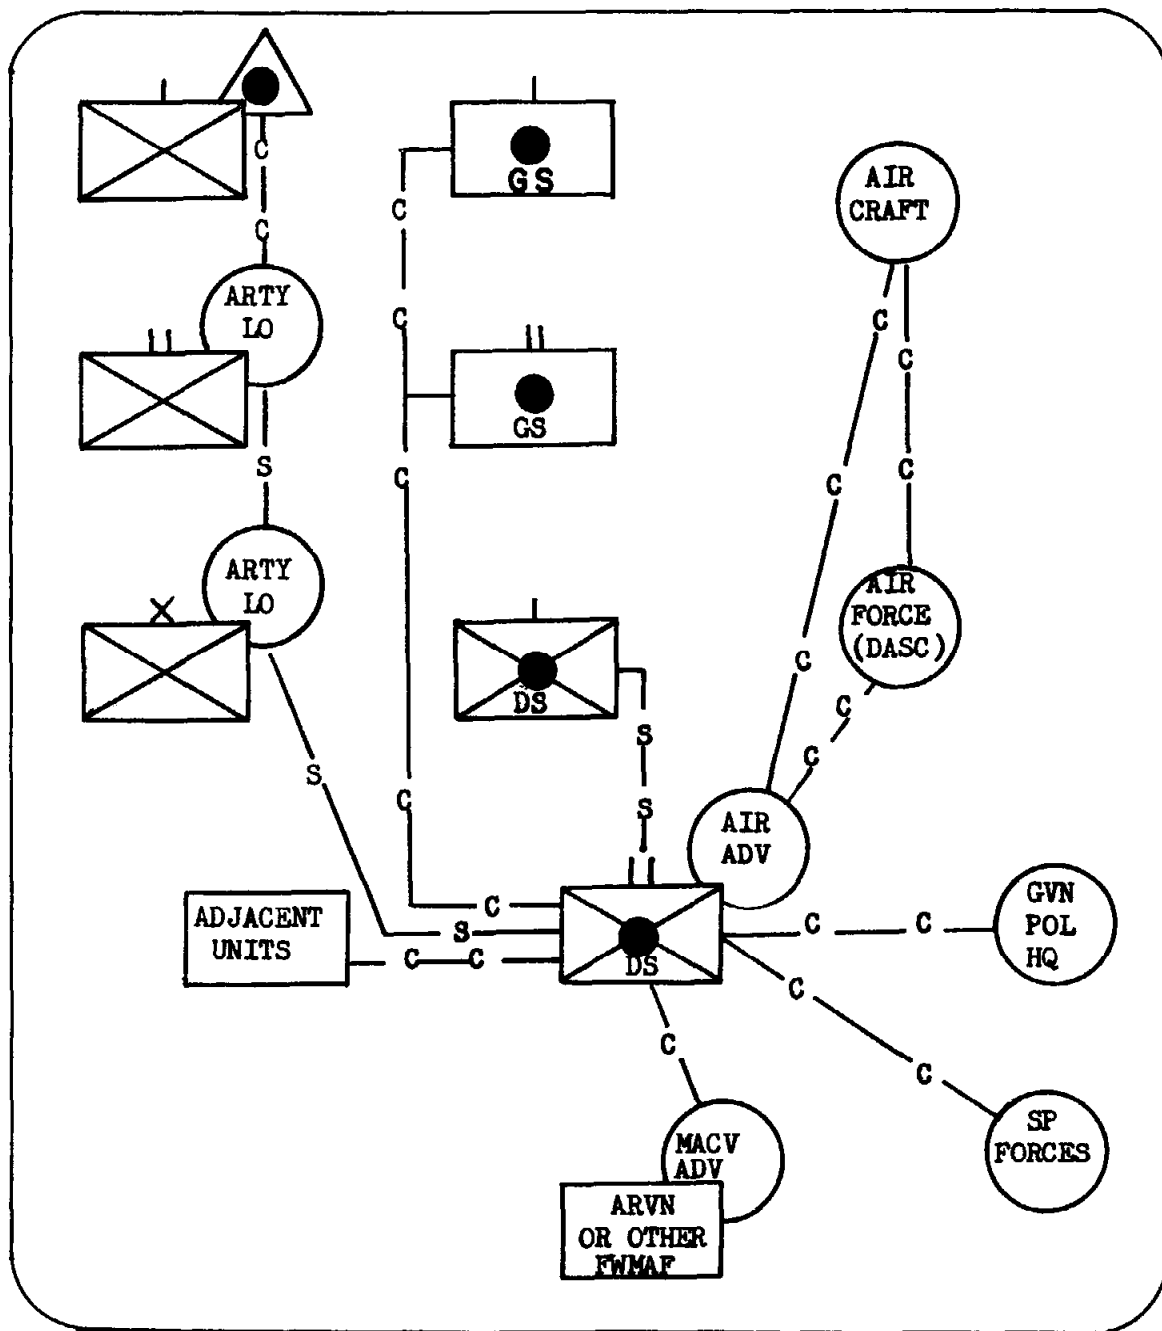 C
C
ARTY
LO
S
ARTY
LO
S
GS
C
C
GS
C
C
DS
S
S
AIR
CRAFT
C
C
C
C
C
AIR
FORCE
(DASC)
C
C
AIR
ADV
ADJACENT
UNITS
C
S
C C
DS
C C
GVN
POL
HQ
C
C
SP
FORCES
C
MACV
ADV
ARVN
OR OTHER
FWMAF